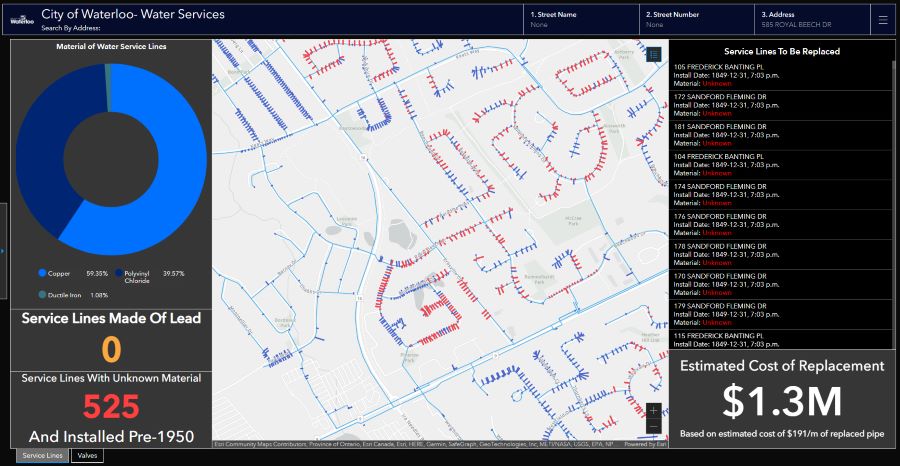 Waterloo
City of Waterloo- Water Services
Search By Address:
1. Street Name
None
2. Street Number
None
3. Address
585 ROYAL BEECH DR
Material of Water Service Lines
Copper 59.35%
Polyvinyl Chloride 39.57%
Ductile Iron 1.08%
Service Lines Made Of Lead
0
Service Lines With Unknown Material
525
And Installed Pre-1950
McCrae
Park
Lakeshore
Park
Esri Community Maps Contributors, Province of Ontario, Esri Canada, Esri, HERE, Garmin, SafeGraph, GeoTechnologies, Inc, METI/NASA, USGS, EPA, NP
Powered by Esri
Service Lines To Be Replaced
105 FREDERICK BANTING PL
Install Date: 1849-12-31, 7:03 p.m.
Material: Unknown
172 SANDFORD FLEMING DR
Install Date: 1849-12-31, 7:03 p.m.
Material: Unknown
181 SANDFORD FLEMING DR
Install Date: 1849-12-31, 7:03 p.m.
Material: Unknown
104 FREDERICK BANTING PL
Install Date: 1849-12-31, 7:03 p.m.
Material: Unknown
174 SANDFORD FLEMING DR
Install Date: 1849-12-31, 7:03 p.m.
Material: Unknown
176 SANDFORD FLEMING DR
Install Date: 1849-12-31, 7:03 p.m.
Material: Unknown
178 SANDFORD FLEMING DR
Install Date: 1849-12-31, 7:03 p.m.
Material: Unknown
170 SANDFORD FLEMING DR
Install Date: 1849-12-31, 7:03 p.m.
Material: Unknown
179 SANDFORD FLEMING DR
Install Date: 1849-12-31, 7:03 p.m.
Material: Unknown
115 FREDERICK BANTING PL
Install Date: 1849-12-31, 7:03 p.m.
Estimated Cost of Replacement
$1.3M
Based on estimated cost of $191/m of replaced pipe
Service Lines
Valves